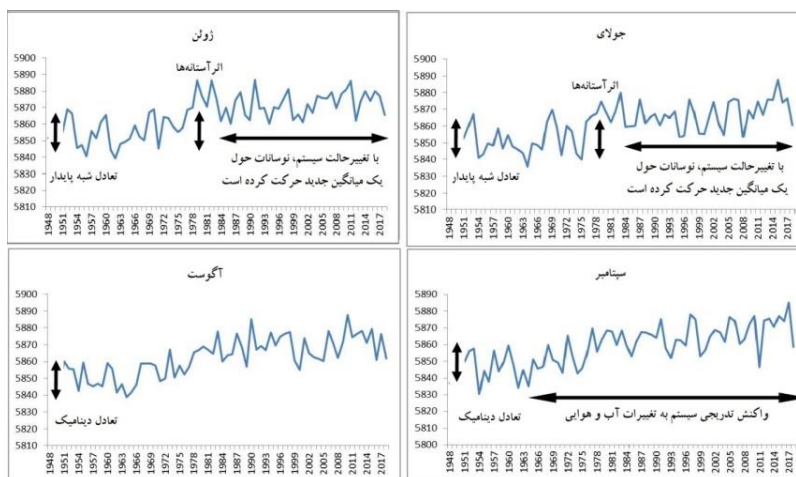 ژوئن
5900
5890
5880
5870
5860
5850
5840
5830
5820
5810
اثر آستانه‌ها
تعادل شبه پایدار
با تغییر حالت سیستم، نوسانات حول
یک میانگین جدید حرکت کرده است
1948 1951 1954 1957 1960 1963 1966 1969 1972 1975 1978 1981 1984 1987 1990 1993 1996 1999 2002 2005 2008 2011 2014 2017
جولای
5900
5890
5880
5870
5860
5850
5840
5830
5820
5810
اثر آستانه‌ها
تعادل شبه پایدار
با تغییر حالت سیستم، نوسانات حول
یک میانگین جدید حرکت کرده است
1948 1951 1954 1957 1960 1963 1966 1969 1972 1975 1978 1981 1984 1987 1990 1993 1996 1999 2002 2005 2008 2011 2014 2017
آگوست
5900
5890
5880
5870
5860
5850
5840
5830
5820
5810
تعادل دینامیک
1948 1951 1954 1957 1960 1963 1966 1969 1972 1975 1978 1981 1984 1987 1990 1993 1996 1999 2002 2005 2008 2011 2014 2017
سپتامبر
5890
5880
5870
5860
5850
5840
5830
5820
5810
5800
تعادل دینامیک
واکنش تدریجی سیستم به تغییرات آب و هوایی
1948 1951 1954 1957 1960 1963 1966 1969 1972 1975 1978 1981 1984 1987 1990 1993 1996 1999 2002 2005 2008 2011 2014 2017